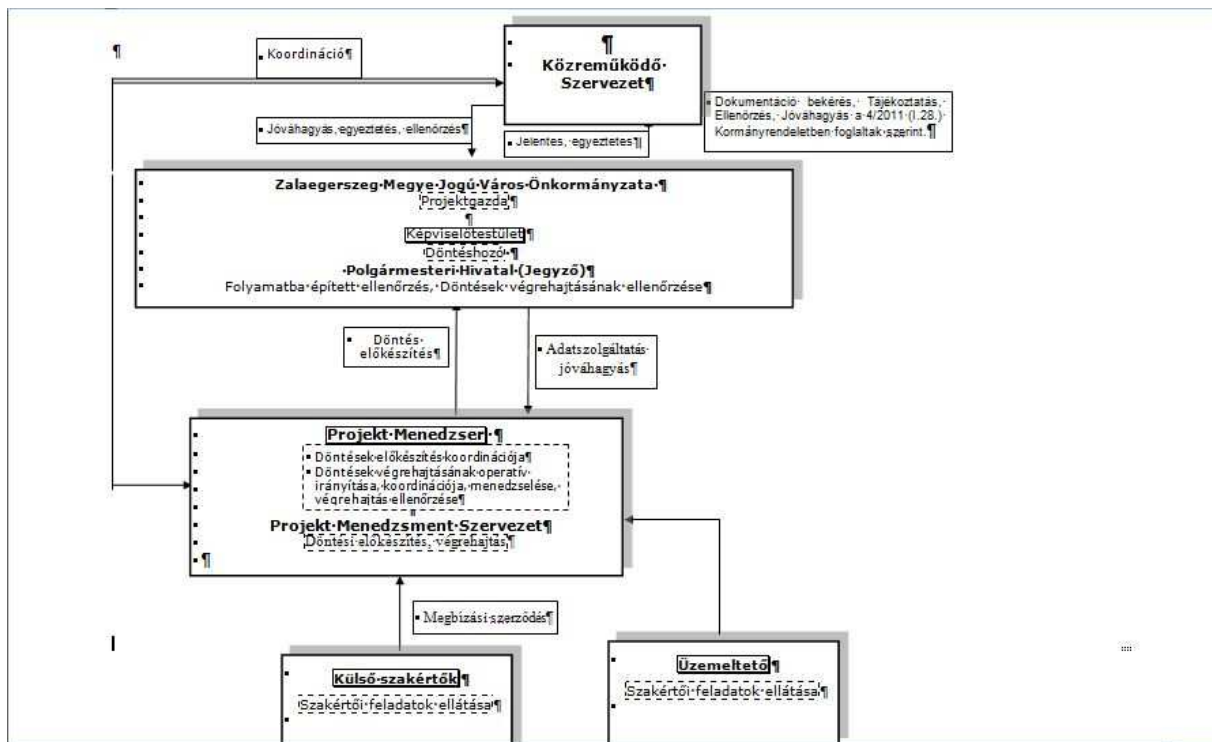 Koordináció¶
¶
¶
Közreműködő·
Szervezet¶
Dokumentáció· bekérés,· Tájékoztatás,·
Ellenőrzés,· Jóváhagyás· a· 4/2011· (I.28.)·
Kormányrendeletben foglaltak szerint.¶
Jóváhagyás, egyeztetés,·ellenőrzés¶
Jelentes,·egyeztetes¶
Zalaegerszeg·Megye·Jogú·Város·Önkormányzata·¶
Projektgazda¶
¶
Képviselőtestület¶
Döntéshozó·¶
·Polgármesteri·Hivatal·(Jegyző)¶
Folyamatba·épített·ellenőrzés,·Döntések·végrehajtásának·ellenőrzése¶
Döntés·
előkészítés¶
Adatszolgáltatás·
jóváhagyás¶
Projekt·Menedzser·¶
Döntések·előkészítés·koordinációja¶
Döntések·végrehajtásának·operatív·
irányítása,·koordinációja,·menedzselése,·
végrehajtás·ellenőrzése¶
¶
Projekt·Menedzsment·Szervezet¶
Döntési·előkészítés,·végrehajtás¶
¶
Megbízási·szerződés¶
Külső·szakértők¶
Szakértői·feladatok·ellátása¶
Üzemeltető¶
Szakértői·feladatok·ellátása¶